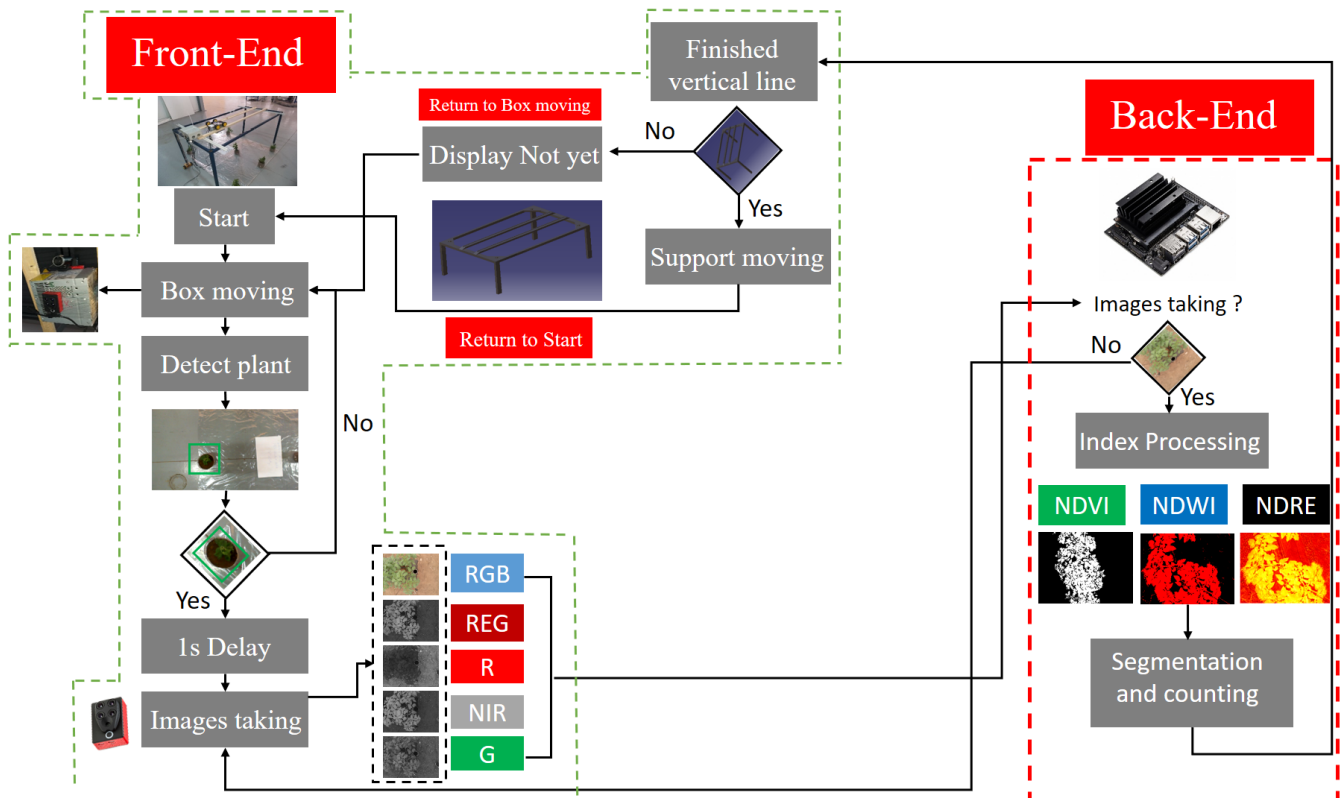 Front-End
Finished
vertical line
Return to Box moving
No
Display Not yet
Yes
Start
Support moving
Box moving
Return to Start
Detect plant
No
Yes
1s Delay
Images taking
RGB
REG
R
NIR
G
Back-End
Images taking ?
No
Yes
Index Processing
NDVI
NDWI
NDRE
Segmentation
and counting